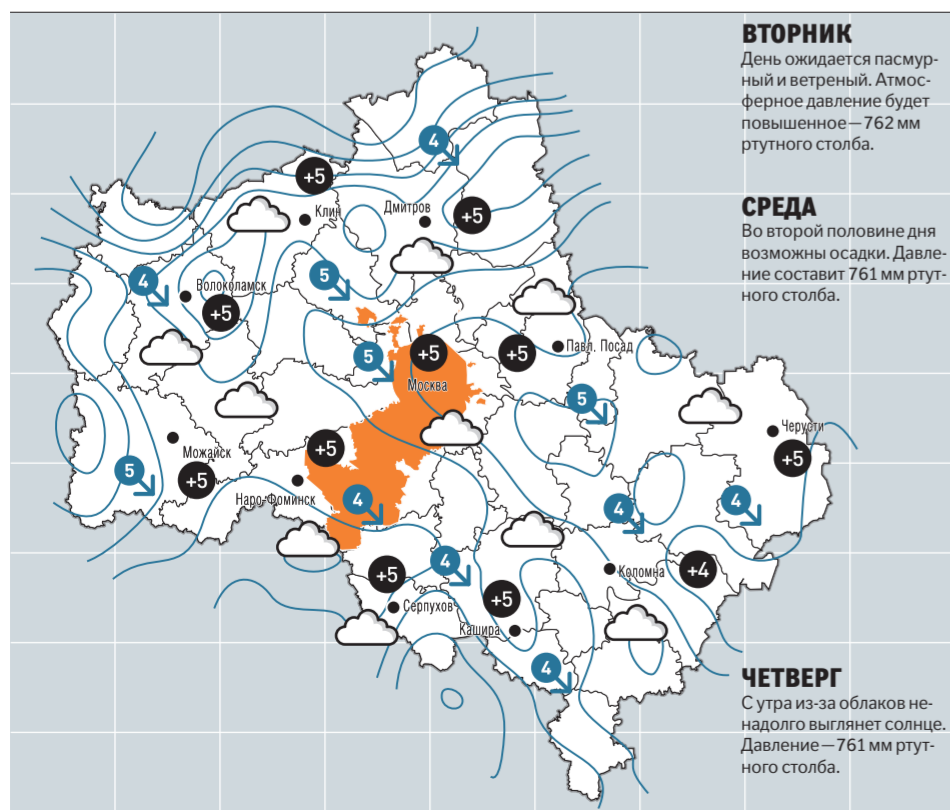 ВТОРНИК
День ожидается пасмур-
ный и ветреный. Атмос-
ферное давление будет
повышенное — 762 мм
ртутного столба.
СРЕДА
Во второй половине дня
возможны осадки. Давле-
ние составит 761 мм ртут-
ного столба.
ЧЕТВЕРГ
С утра из-за облаков не-
надолго выглянет солнце.
Давление — 761 мм ртут-
ного столба.
4
+5
Клин
Дмитров
+5
4
Волоколамск
+5
5
5
+5
Москва
+5
Павл. Посад
5
Черусти
+5
Можайск
5
+5
+5
Наро-Фоминск
4
4
4
+5
Серпухов
4
+5
Кашира
Коломна
+4
4